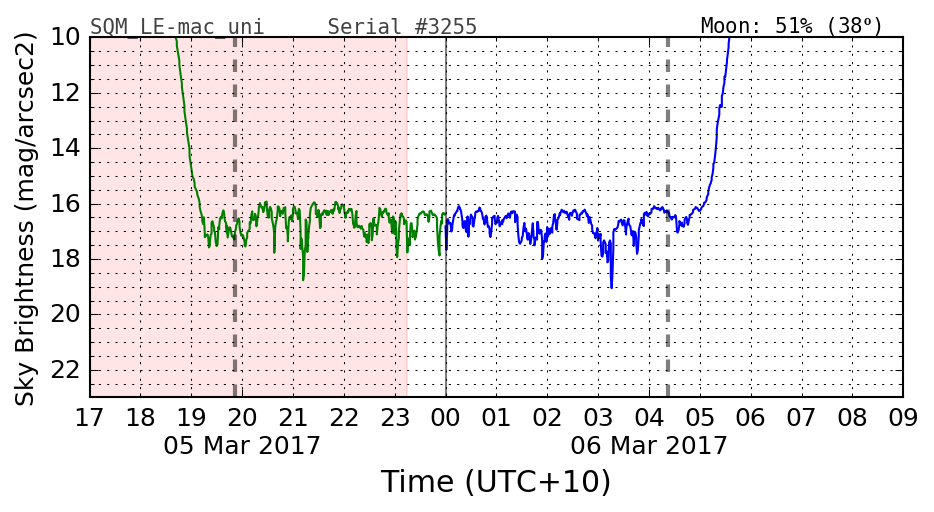 SQM_LE-mac_uni Serial #3255 Moon: 51% (38°)
Sky Brightness (mag/arcsec2)
10
12
14
16
18
20
22
17 18 19 20 21 22 23 00 01 02 03 04 05 06 07 08 09
05 Mar 2017 06 Mar 2017
Time (UTC+10)